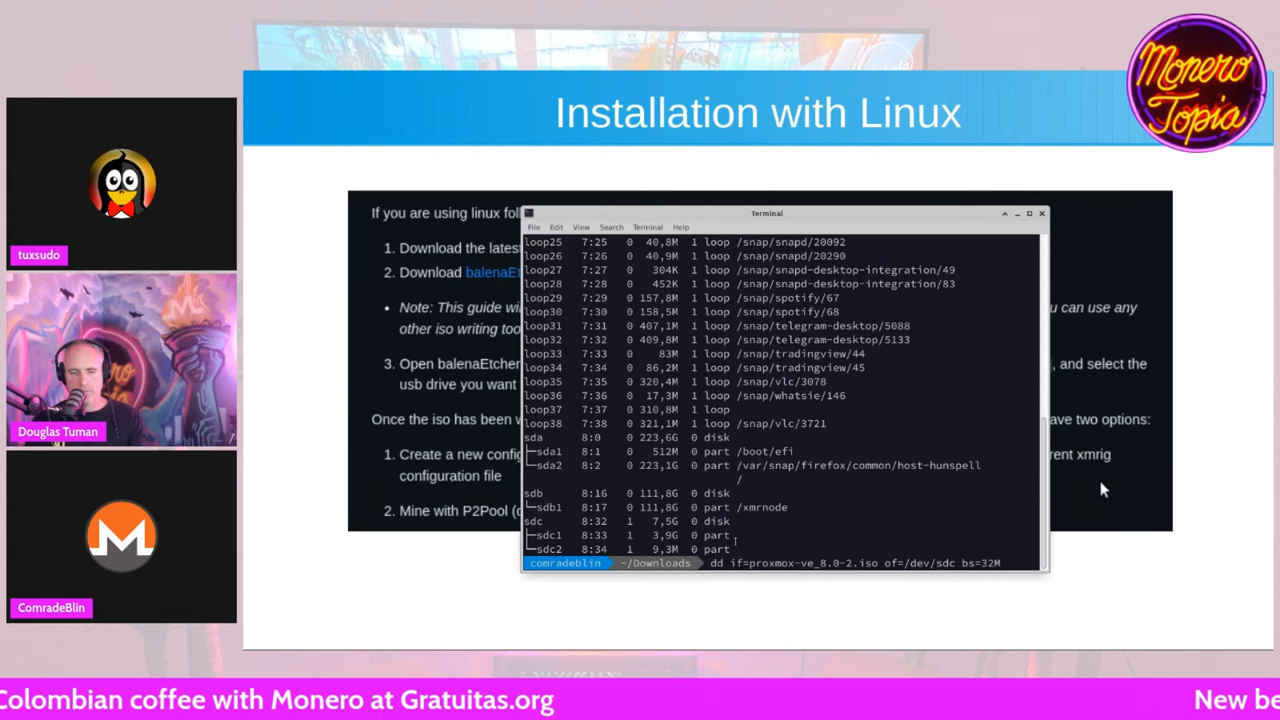 Monero
Topia
Installation with Linux
tuxsudo
Douglas Tuman
ComradeBlin
If you are using linux fol
1. Download the latest
2. Download balenaEt
• Note: This guide wi
u can use any
other iso writing too
3. Open balenaEtcher
, and select the
usb drive you want
Once the iso has been w
ave two options:
1. Create a new config
rent xmrig
configuration file
2. Mine with P2Pool (o
Terminal
File Edit View Search Terminal Help
loop25 7:25 0 40,8M 1 loop /snap/snapd/20092
loop26 7:26 0 40,9M 1 loop /snap/snapd/20290
loop27 7:27 0 304K 1 loop /snap/snapd-desktop-integration/49
loop28 7:28 0 452K 1 loop /snap/snapd-desktop-integration/83
loop29 7:29 0 157,8M 1 loop /snap/spotify/67
loop30 7:30 0 158,5M 1 loop /snap/spotify/68
loop31 7:31 0 407,1M 1 loop /snap/telegram-desktop/5088
loop32 7:32 0 409,8M 1 loop /snap/telegram-desktop/5133
loop33 7:33 0 83M 1 loop /snap/tradingview/44
loop34 7:34 0 86,2M 1 loop /snap/tradingview/45
loop35 7:35 0 320,4M 1 loop /snap/vlc/3078
loop36 7:36 0 17,3M 1 loop /snap/whatsie/146
loop37 7:37 0 310,8M 1 loop
loop38 7:38 0 321,1M 1 loop /snap/vlc/3721
sda 8:0 0 223,6G 0 disk
├─sda1 8:1 0 512M 0 part /boot/efi
└─sda2 8:2 0 223,1G 0 part /var/snap/firefox/common/host-hunspell
/
sdb 8:16 0 111,8G 0 disk
└─sdb1 8:17 0 111,8G 0 part /xmrnode
sdc 8:32 1 7,5G 0 disk
├─sdc1 8:33 1 3,9G 0 part
└─sdc2 8:34 1 9,3M 0 part
comradeblin ~/Downloads dd if=proxmox-ve_8.0-2.iso of=/dev/sdc bs=32M
Colombian coffee with Monero at Gratuitas.org
New be